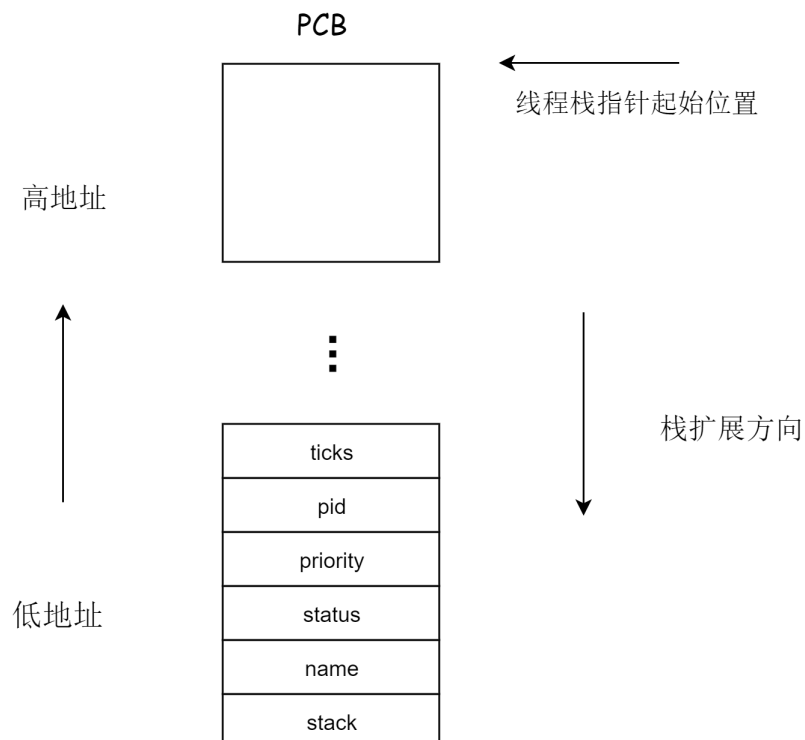 PCB
线程栈指针起始位置
高地址
栈扩展方向
ticks
pid
priority
低地址
status
name
stack